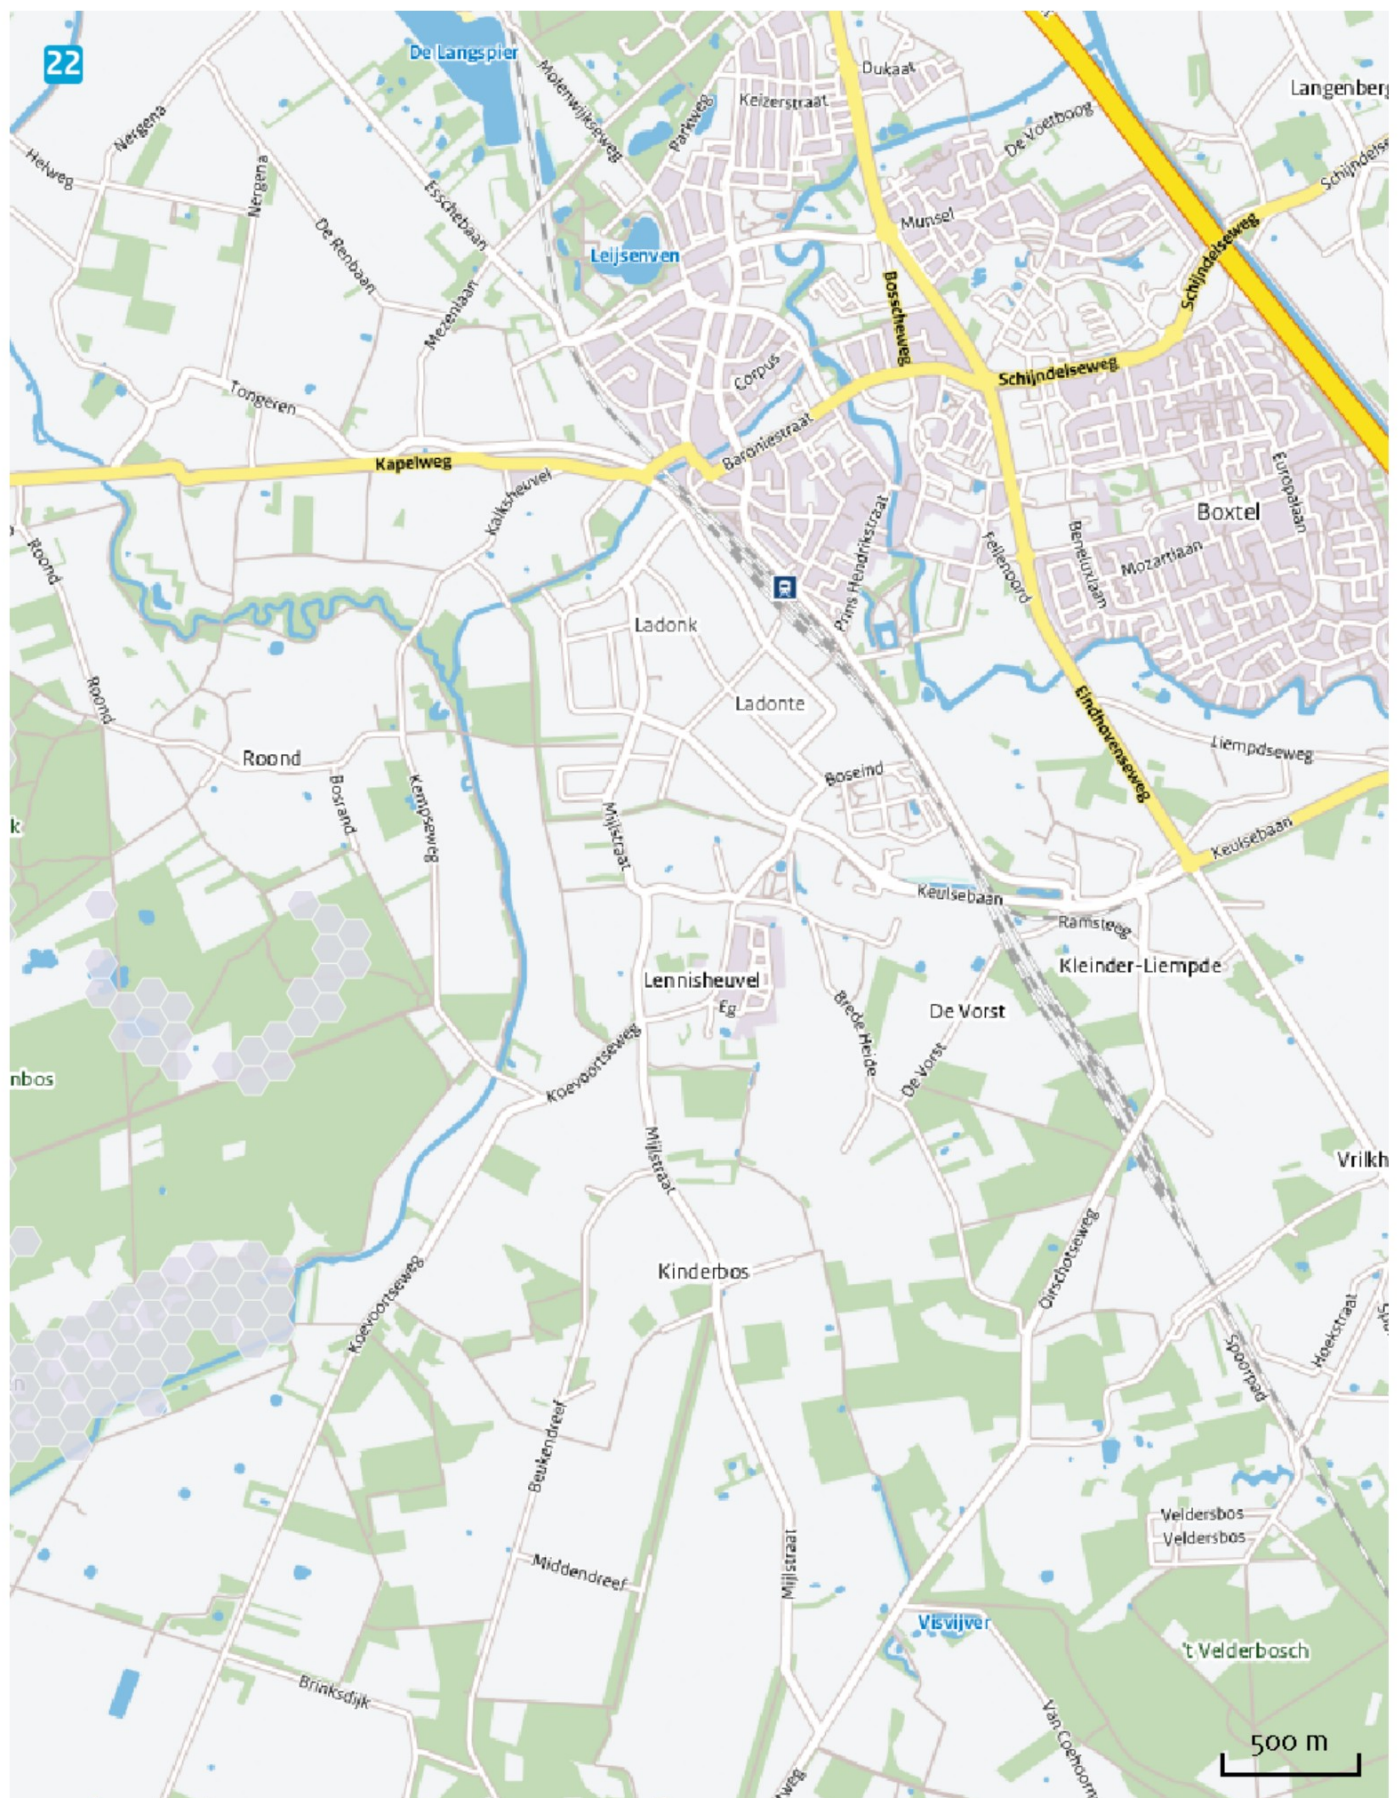 22
De Langspier
Dukaat
Molenwijkseweg
Parkweg
Keizerstraat
Langenberg
De Voetboog
Nergena
Helweg
Nergena
Esschebaan
De Renbaan
Schijndelse
Munsel
Schijndelseweg
Leijsenven
Bosscheweg
Mezenlaan
Corpus
Schijndelseweg
Tongeren
Baroniestraat
Kapelweg
Kalksheuvel
Europalaan
Boxtel
Prins Hendrikstraat
Fellenoord
Beneluxlaan
Mozartlaan
Roond
Ladonk
Roond
Ladonte
Eindhovenseweg
Liempdseweg
Roond
Bosrand
Kempseweg
Boseind
Mijlstraat
k
Keulsebaan
Keulsebaan
Ramsteeg
Kleinder-Liempde
Lennisheuvel
Eg
Brede Heide
De Vorst
De Vorst
nbos
Koevoortseweg
Mijlstraat
Vrilkh
Koevoortseweg
Kinderbos
Oirschotseweg
Spoorpad
Hoekstraat
Beukendreef
Middendreef
Mijlstraat
Veldersbos
Veldersbos
Visvijver
't Velderbosch
Brinksdijk
Van Coehoorn
tweg
500 m